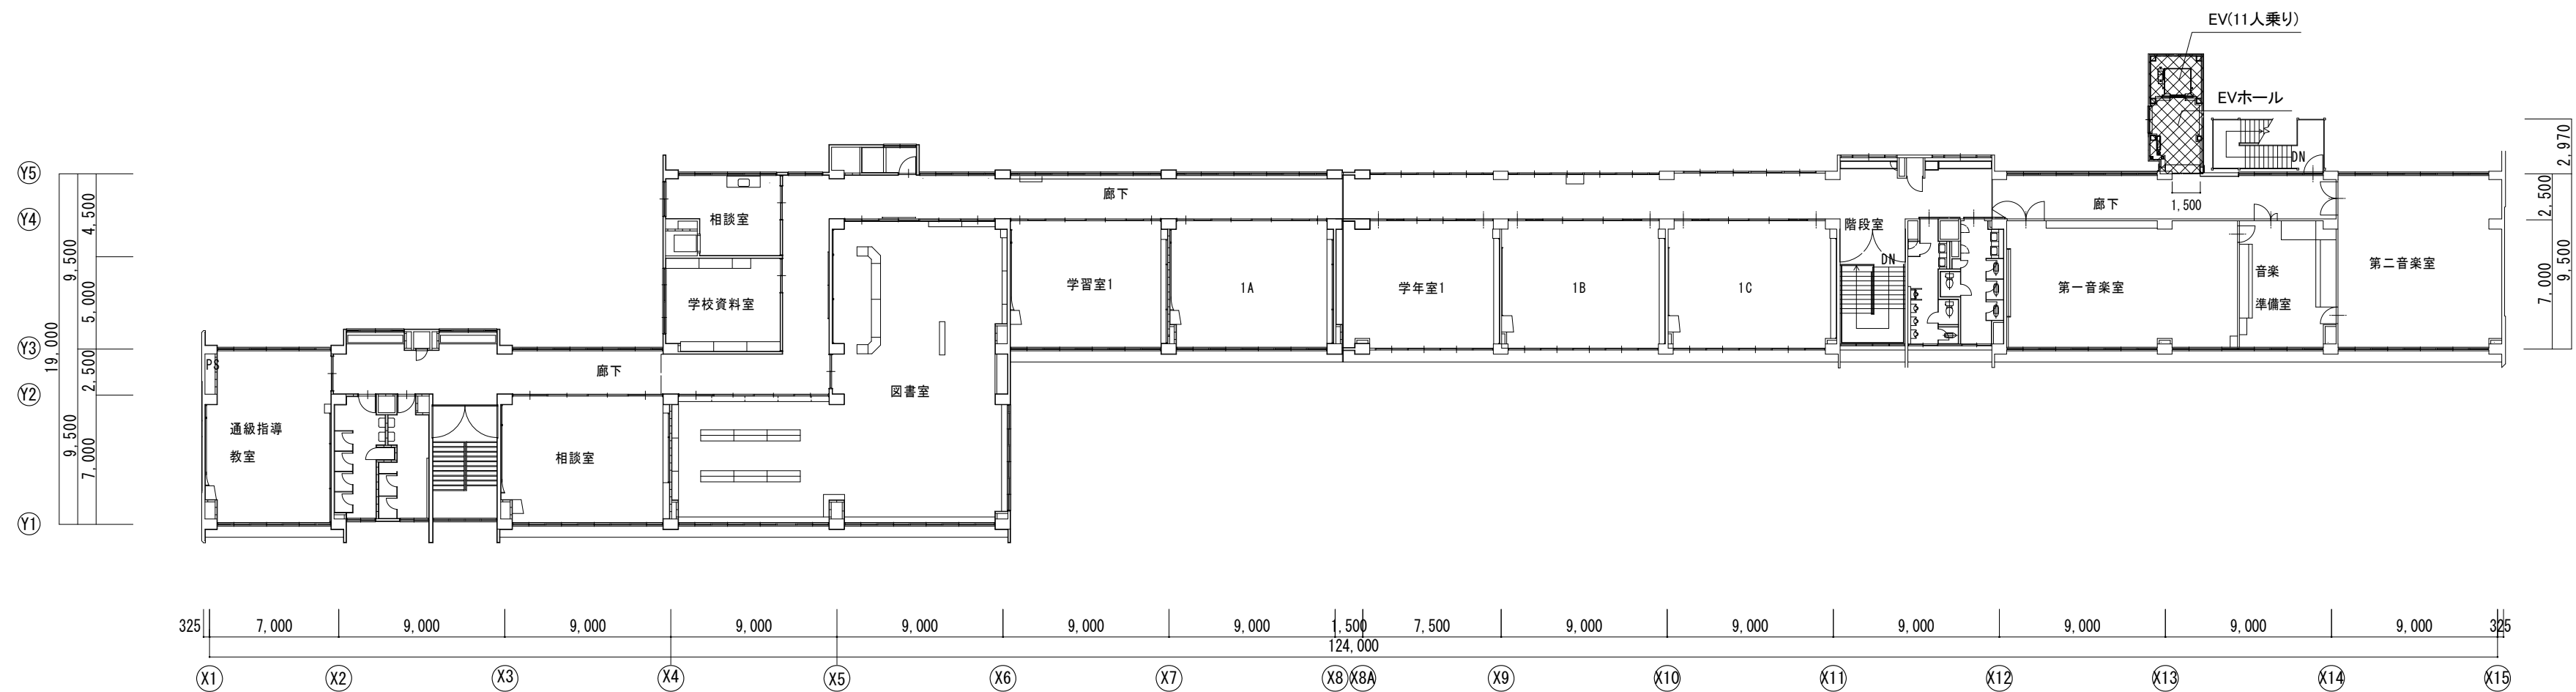 EV(11人乗り)
EVホール
DN
Y5
Y4
Y3
Y2
Y1
19,000
9,500
9,500
4,500
5,000
2,500
7,000
相談室
学校資料室
廊下
学習室1
1A
学年室1
1B
1C
階段室
DN
廊下
1,500
第一音楽室
音楽
準備室
第二音楽室
2,970
2,500
7,000
9,500
PS
通級指導
教室
廊下
相談室
図書室
325
7,000
9,000
9,000
9,000
9,000
9,000
9,000
1,500
7,500
9,000
9,000
9,000
9,000
9,000
9,000
325
124,000
X1
X2
X3
X4
X5
X6
X7
X8
X8A
X9
X10
X11
X12
X13
X14
X15